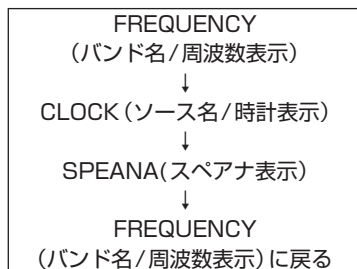 FREQUENCY
(バンド名/周波数表示)
↓
CLOCK(ソース名/時計表示)
↓
SPEANA(スペアナ表示)
↓
FREQUENCY
(バンド名/周波数表示)に戻る